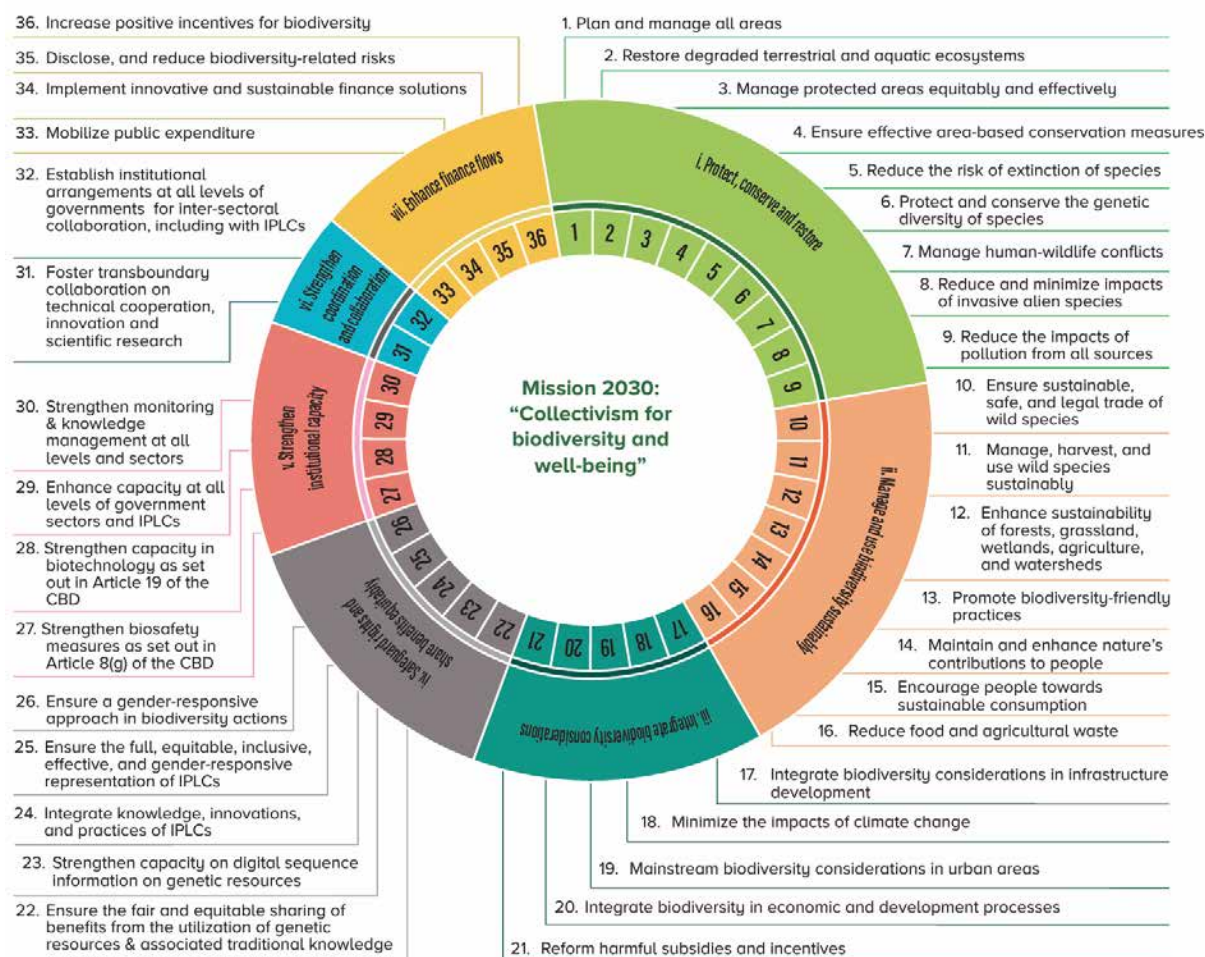 36. Increase positive incentives for biodiversity
35. Disclose, and reduce biodiversity-related risks
34. Implement innovative and sustainable finance solutions
33. Mobilize public expenditure
32. Establish institutional
arrangements at all levels of
governments for inter-sectoral
collaboration, including with IPLCs
31. Foster transboundary
collaboration on
technical cooperation,
innovation and
scientific research
30. Strengthen monitoring
& knowledge
management at all
levels and sectors
29. Enhance capacity at all
levels of government
sectors and IPLCs
28. Strengthen capacity in
biotechnology as set
out in Article 19 of the
CBD
27. Strengthen biosafety
measures as set out in
Article 8(g) of the CBD
26. Ensure a gender-responsive
approach in biodiversity actions
25. Ensure the full, equitable, inclusive,
effective, and gender-responsive
representation of IPLCs
24. Integrate knowledge, innovations,
and practices of IPLCs
23. Strengthen capacity on digital sequence
information on genetic resources
22. Ensure the fair and equitable sharing of
benefits from the utilization of genetic
resources & associated traditional knowledge
1. Plan and manage all areas
2. Restore degraded terrestrial and aquatic ecosystems
3. Manage protected areas equitably and effectively
4. Ensure effective area-based conservation measures
5. Reduce the risk of extinction of species
6. Protect and conserve the genetic
diversity of species
7. Manage human-wildlife conflicts
8. Reduce and minimize impacts
of invasive alien species
9. Reduce the impacts of
pollution from all sources
10. Ensure sustainable,
safe, and legal trade of
wild species
11. Manage, harvest, and
use wild species
sustainably
12. Enhance sustainability
of forests, grassland,
wetlands, agriculture,
and watersheds
13. Promote biodiversity-friendly
practices
14. Maintain and enhance nature's
contributions to people
15. Encourage people towards
sustainable consumption
16. Reduce food and agricultural waste
17. Integrate biodiversity considerations in infrastructure
development
18. Minimize the impacts of climate change
19. Mainstream biodiversity considerations in urban areas
20. Integrate biodiversity in economic and development processes
21. Reform harmful subsidies and incentives
i. Protect, conserve and restore
ii. Manage and use biodiversity sustainably
iii. Integrate biodiversity considerations
iv. Safeguard rights and
share benefits equitably
v. Strengthen
institutional capacity
vi. Strengthen
coordination
and collaboration
vii. Enhance finance flows
1
2
3
4
5
6
7
8
9
10
11
12
13
14
15
16
17
18
19
20
21
22
23
24
25
26
27
28
29
30
31
32
33
34
35
36
Mission 2030:
“Collectivism for
biodiversity and
well-being”